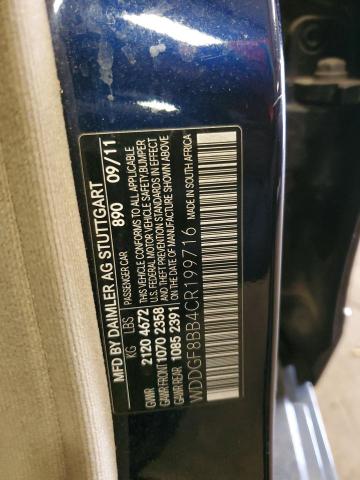 MFD BY DAIMLER AG STUTTGART
PASSENGER CAR 890 09/11
KG LBS THIS VEHICLE CONFORMS TO ALL APPLICABLE
GVWR 2120 4672 U.S. FEDERAL MOTOR VEHICLE SAFETY, BUMPER
GAWR FRONT 1070 2358 AND THEFT PREVENTION STANDARDS IN EFFECT
GAWR REAR 1085 2391 ON THE DATE OF MANUFACTURE SHOWN ABOVE
WDDGF8BB4CR199716 MADE IN SOUTH AFRICA